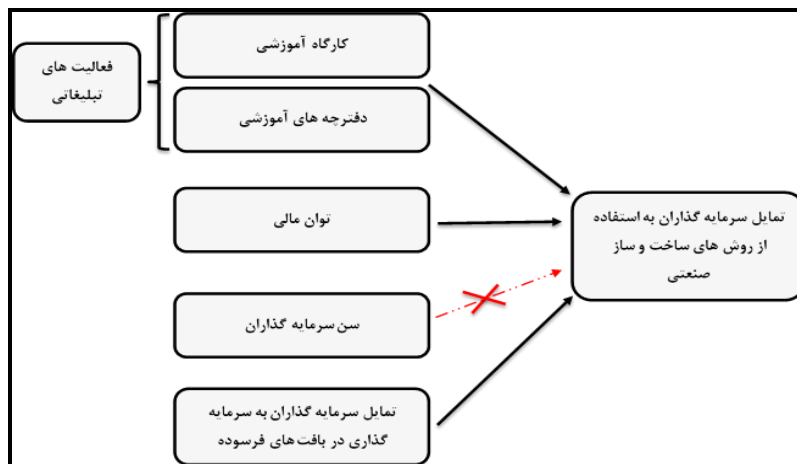 کارگاه آموزشی
فعالیت های
تبلیغاتی
دفترچه های آموزشی
توان مالی
تمایل سرمایه گذاران به استفاده
از روش های ساخت و ساز
صنعتی
سن سرمایه گذاران
تمایل سرمایه گذاران به سرمایه
گذاری در بافت های فرسوده